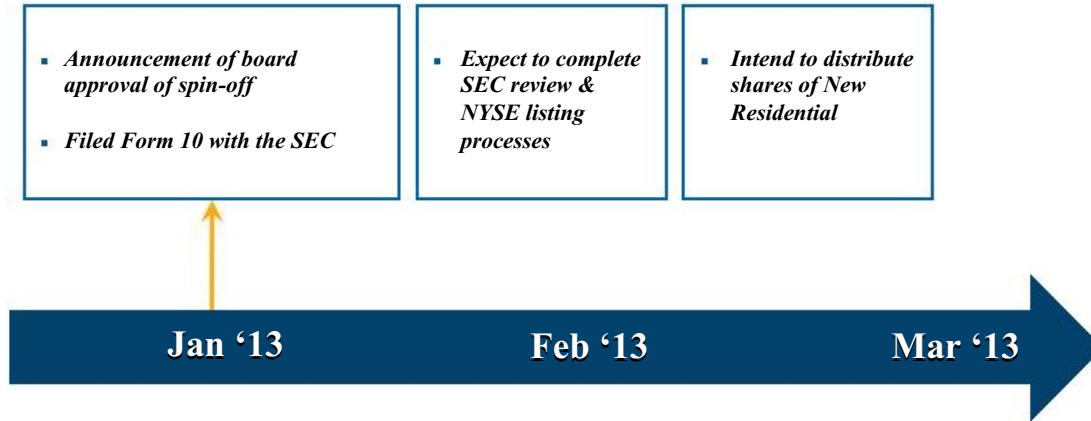 ▪ Announcement of board
approval of spin-off
▪ Filed Form 10 with the SEC
▪ Expect to complete
SEC review &
NYSE listing
processes
▪ Intend to distribute
shares of New
Residential
Jan ‘13
Feb ‘13
Mar ‘13